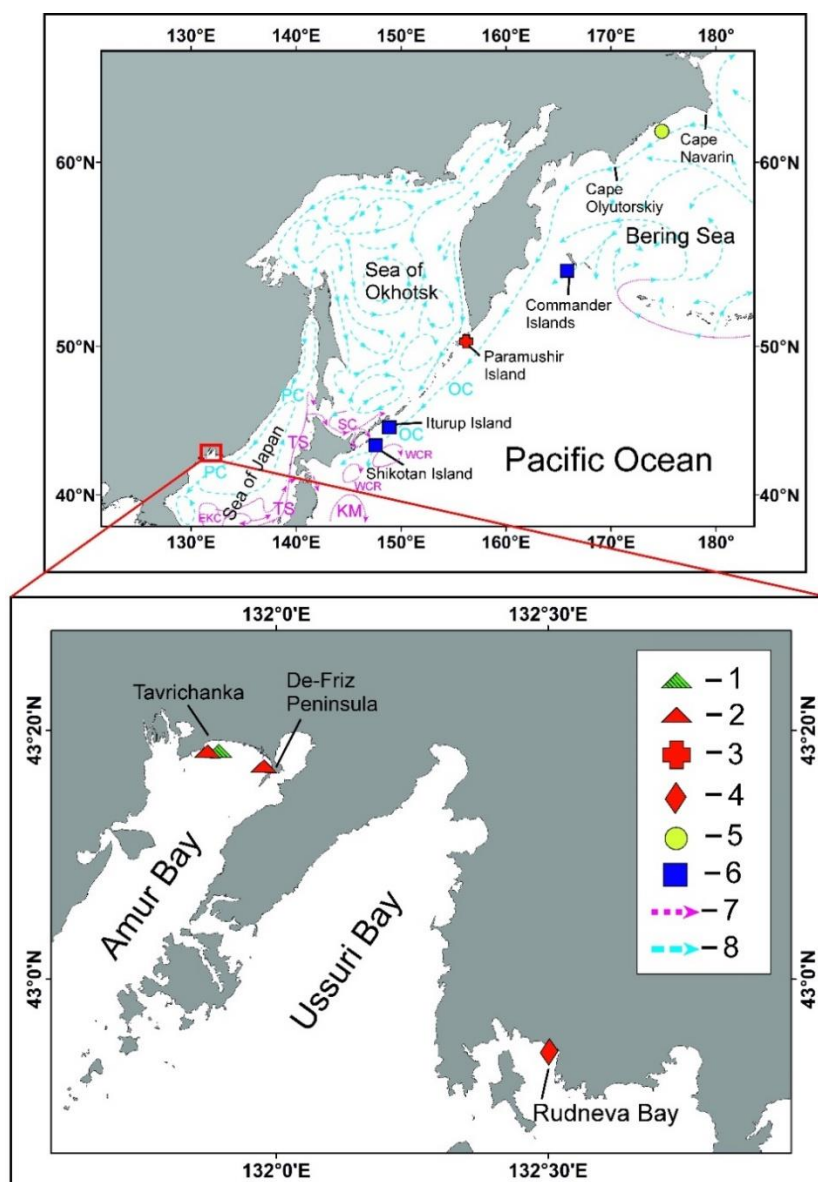 130°E 140°E 150°E 160°E 170°E 180°
60°N
60°N
50°N
50°N
40°N
40°N
Cape
Navarin
Cape
Olyutorskiy
Bering Sea
Sea of
Okhotsk
Commander
Islands
Paramushir
Island
OC
PC
SC
Iturup Island
TS
OC
WCR
Shikotan Island
Pacific Ocean
PC
Sea of Japan
WCR
EKC
TS
KM
130°E 140°E 150°E 160°E 170°E 180°
132°0'E 132°30'E
Tavrichanka
De-Friz
Peninsula
43°20'N
43°20'N
Amur Bay
Ussuri Bay
43°0'N
43°0'N
Rudneva Bay
–1
–2
–3
–4
–5
–6
–7
–8
132°0'E 132°30'E